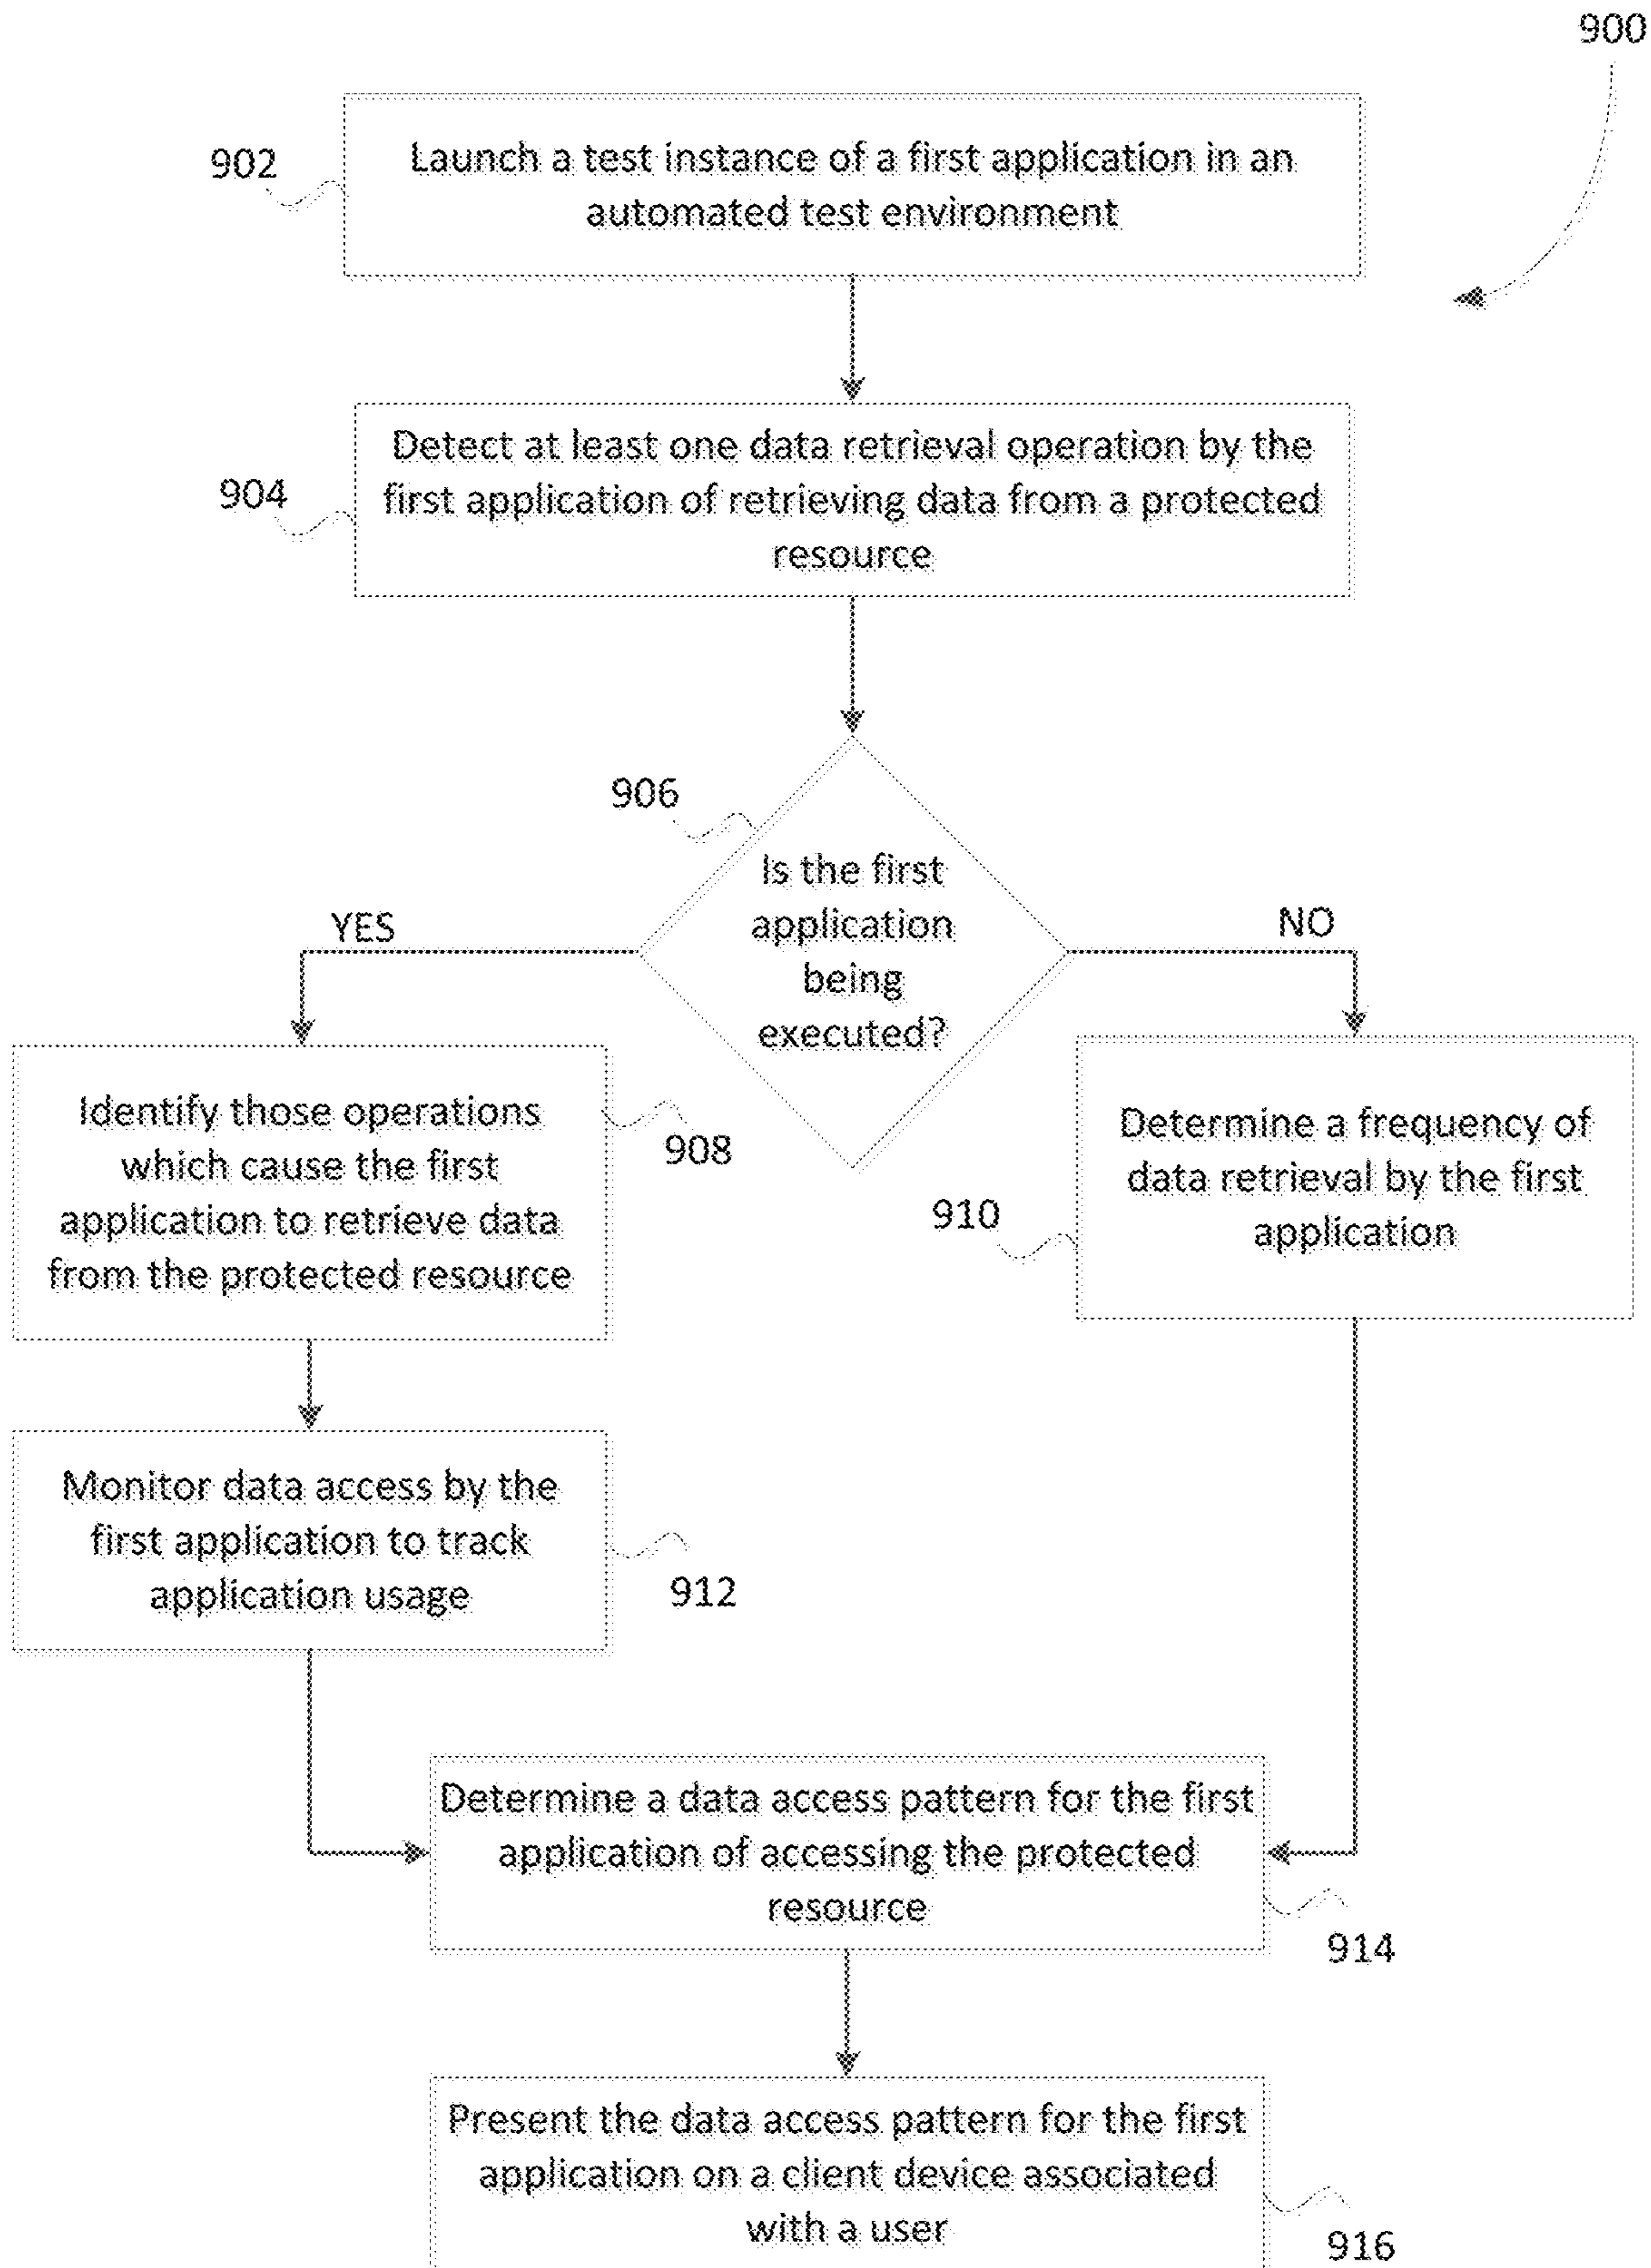 900
902
Launch a test instance of a first application in an
automated test environment
904
Detect at least one data retrieval operation by the
first application of retrieving data from a protected
resource
906
Is the first
application
being
executed?
YES
NO
Identify those operations
which cause the first
application to retrieve data
from the protected resource
908
910
Determine a frequency of
data retrieval by the first
application
Monitor data access by the
first application to track
application usage
912
Determine a data access pattern for the first
application of accessing the protected
resource
914
Present the data access pattern for the first
application on a client device associated
with a user
916